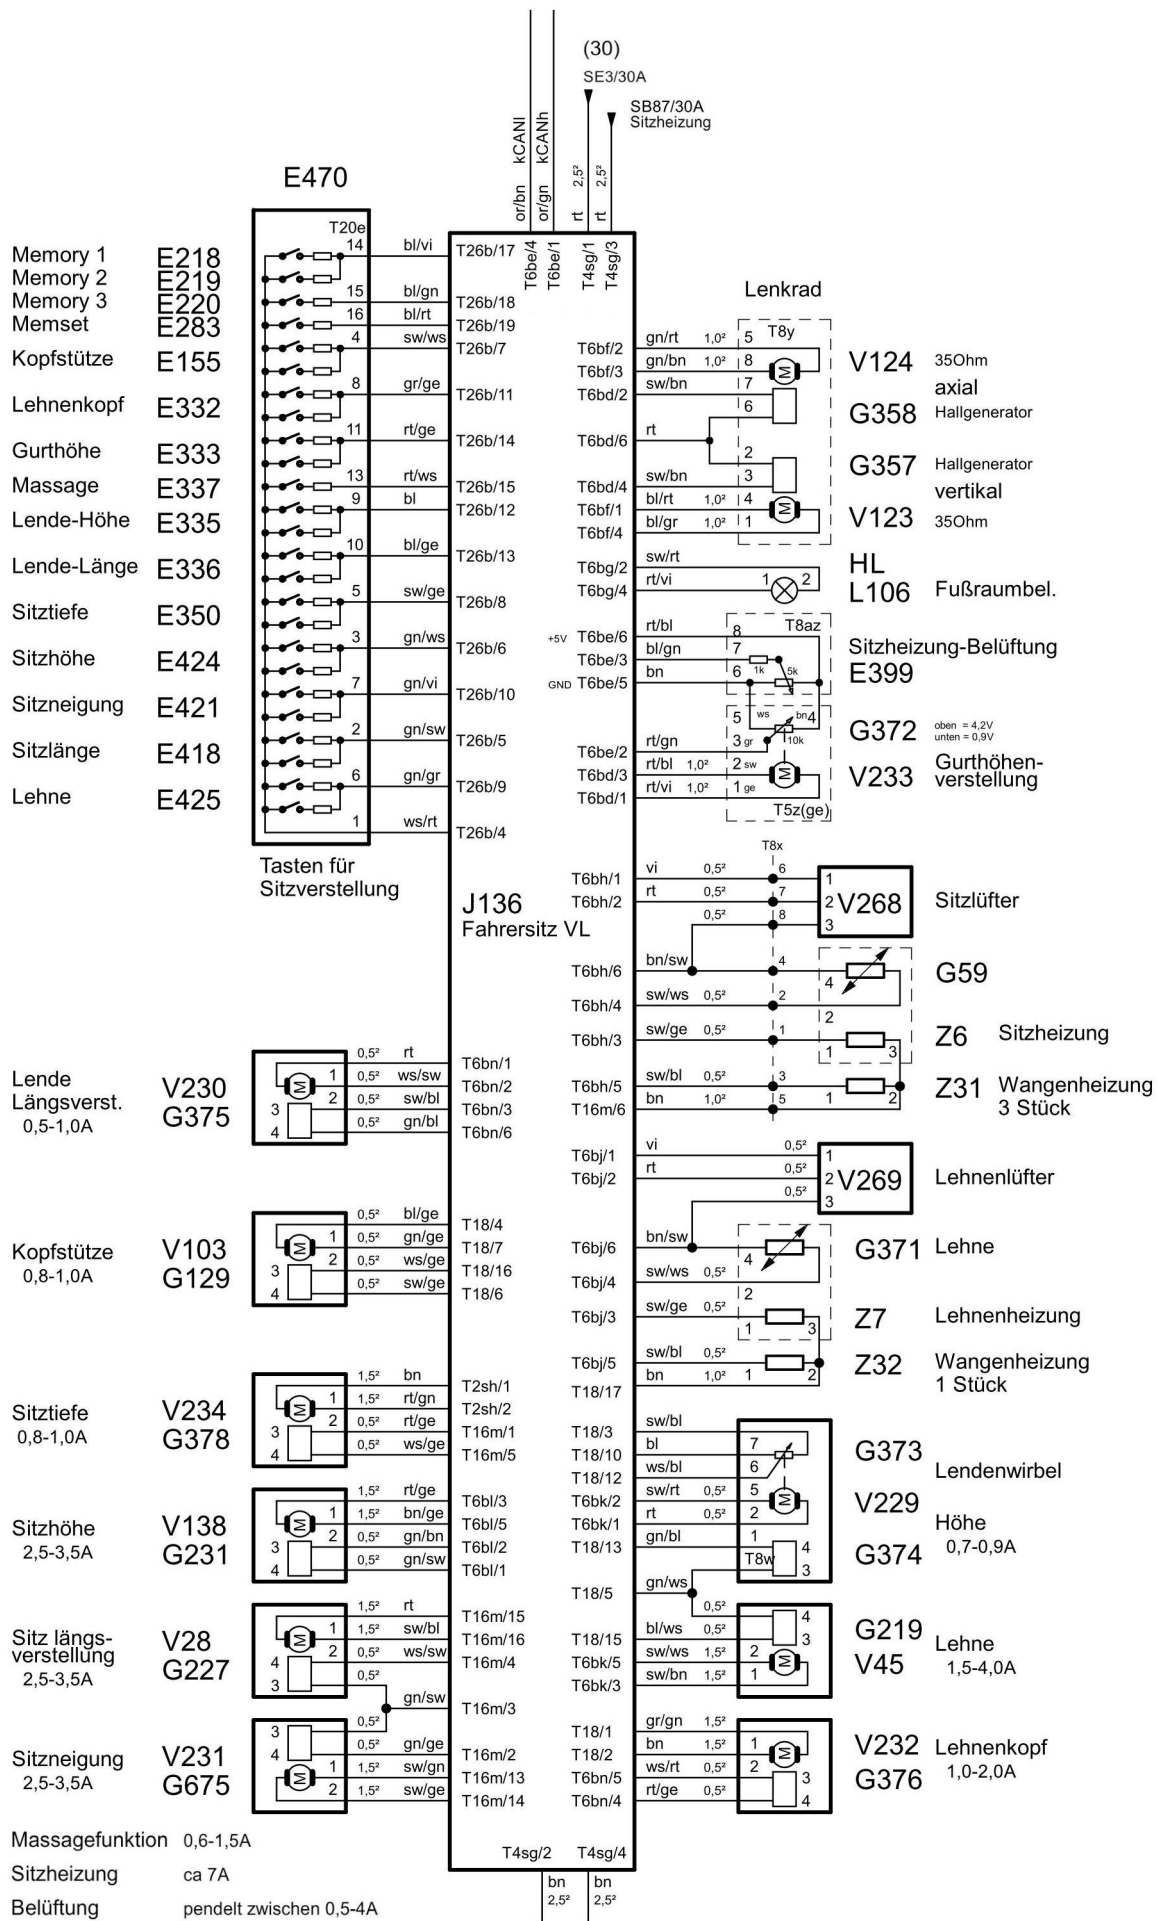 (30)
SE3/30A
SB87/30A
Sitzheizung
or/bn kCANl
or/gn kCANh
rt 2,5²
rt 2,5²
T6be/4
T6be/1
T4sg/1
T4sg/3
E470
T20e
Memory 1 E218 14 bl/vi T26b/17
Memory 2 E219
Memory 3 E220 15 bl/gn T26b/18
Memset E283 16 bl/rt T26b/19
Kopfstütze E155 4 sw/ws T26b/7
Lehnenkopf E332 8 gr/ge T26b/11
Gurthöhe E333 11 rt/ge T26b/14
Massage E337 13 rt/ws T26b/15
Lende-Höhe E335 9 bl T26b/12
Lende-Länge E336 10 bl/ge T26b/13
Sitztiefe E350 5 sw/ge T26b/8
Sitzhöhe E424 3 gn/ws T26b/6
Sitzneigung E421 7 gn/vi T26b/10
Sitzlänge E418 2 gn/sw T26b/5
Lehne E425 6 gn/gr T26b/9
1 ws/rt T26b/4
Tasten für
Sitzverstellung
J136
Fahrersitz VL
Lenkrad
T8y
T6bf/2 gn/rt 1,0² 5
T6bf/3 gn/bn 1,0² 8 M V124 35Ohm
T6bd/2 sw/bn 7 axial
6 G358 Hallgenerator
T6bd/6 rt
2 G357 Hallgenerator
T6bd/4 sw/bn 3 vertikal
T6bf/1 bl/rt 1,0² 4 M V123 35Ohm
T6bf/4 bl/gr 1,0² 1
T6bg/2 sw/rt HL
T6bg/4 rt/vi 1 2 L106 Fußraumbel.
+5V T6be/6 rt/bl 8 T8az
T6be/3 bl/gn 7 1k 5k Sitzheizung-Belüftung
GND T6be/5 bn 6 E399
5 ws bn 4 G372 oben = 4,2V
unten = 0,9V
T6be/2 rt/gn 3 gr 10k
T6bd/3 rt/bl 1,0² 2 sw M V233 Gurthöhen-
verstellung
T6bd/1 rt/vi 1,0² 1 ge
T5z(ge)
T8x
T6bh/1 vi 0,5² 6 1
T6bh/2 rt 0,5² 7 2 V268 Sitzlüfter
0,5² 8 3
T6bh/6 bn/sw 4 4 G59
T6bh/4 sw/ws 0,5² 2 2
T6bh/3 sw/ge 0,5² 1 1 3 Z6 Sitzheizung
T6bh/5 sw/bl 0,5² 3 1 2 Z31 Wangenheizung
3 Stück
T16m/6 bn 1,0² 5
T6bj/1 vi 0,5² 1
T6bj/2 rt 0,5² 2 V269 Lehnenlüfter
0,5² 3
T6bj/6 bn/sw 4 G371 Lehne
T6bj/4 sw/ws 0,5² 2
T6bj/3 sw/ge 0,5² 1 3 Z7 Lehnenheizung
T6bj/5 sw/bl 0,5² 1 2 Z32 Wangenheizung
1 Stück
T18/17 bn 1,0²
T18/3 sw/bl
T18/10 bl 7 G373
T18/12 ws/bl 6 Lendenwirbel
T6bk/2 sw/rt 0,5² 5 M V229
T6bk/1 rt 0,5² 2 Höhe
0,7-0,9A
T18/13 gn/bl 1 4 G374
T8w 3
T18/5 gn/ws
0,5² 4 G219 Lehne
T18/15 bl/ws 0,5² 3
T6bk/5 sw/ws 1,5² 2 M V45 1,5-4,0A
T6bk/3 sw/bn 1,5² 1
T18/1 gr/gn 1,5²
T18/2 bn 1,5² 1 M V232 Lehnenkopf
T6bn/5 ws/rt 0,5² 2 3 G376 1,0-2,0A
T6bn/4 rt/ge 0,5² 4
Lende
Längsverst.
0,5-1,0A
V230
G375
0,5² rt T6bn/1
M 1 0,5² ws/sw T6bn/2
3 2 0,5² sw/bl T6bn/3
4 0,5² gn/bl T6bn/6
Kopfstütze
0,8-1,0A
V103
G129
0,5² bl/ge T18/4
M 1 0,5² gn/ge T18/7
3 2 0,5² ws/ge T18/16
4 0,5² sw/ge T18/6
Sitztiefe
0,8-1,0A
V234
G378
1,5² bn T2sh/1
M 1 1,5² rt/gn T2sh/2
3 2 0,5² rt/ge T16m/1
4 0,5² ws/ge T16m/5
Sitzhöhe
2,5-3,5A
V138
G231
1,5² rt/ge T6bl/3
M 1 1,5² bn/ge T6bl/5
3 2 0,5² gn/bn T6bl/2
4 0,5² gn/sw T6bl/1
Sitz längs-
verstellung
2,5-3,5A
V28
G227
1,5² rt T16m/15
M 1 1,5² sw/bl T16m/16
4 2 0,5² ws/sw T16m/4
3 0,5²
gn/sw T16m/3
Sitzneigung
2,5-3,5A
V231
G675
3 0,5²
4 0,5² gn/ge T16m/2
M 1 1,5² sw/gn T16m/13
2 1,5² sw/ge T16m/14
Massagefunktion 0,6-1,5A
Sitzheizung ca 7A
Belüftung pendelt zwischen 0,5-4A
T4sg/2 T4sg/4
bn bn
2,5² 2,5²